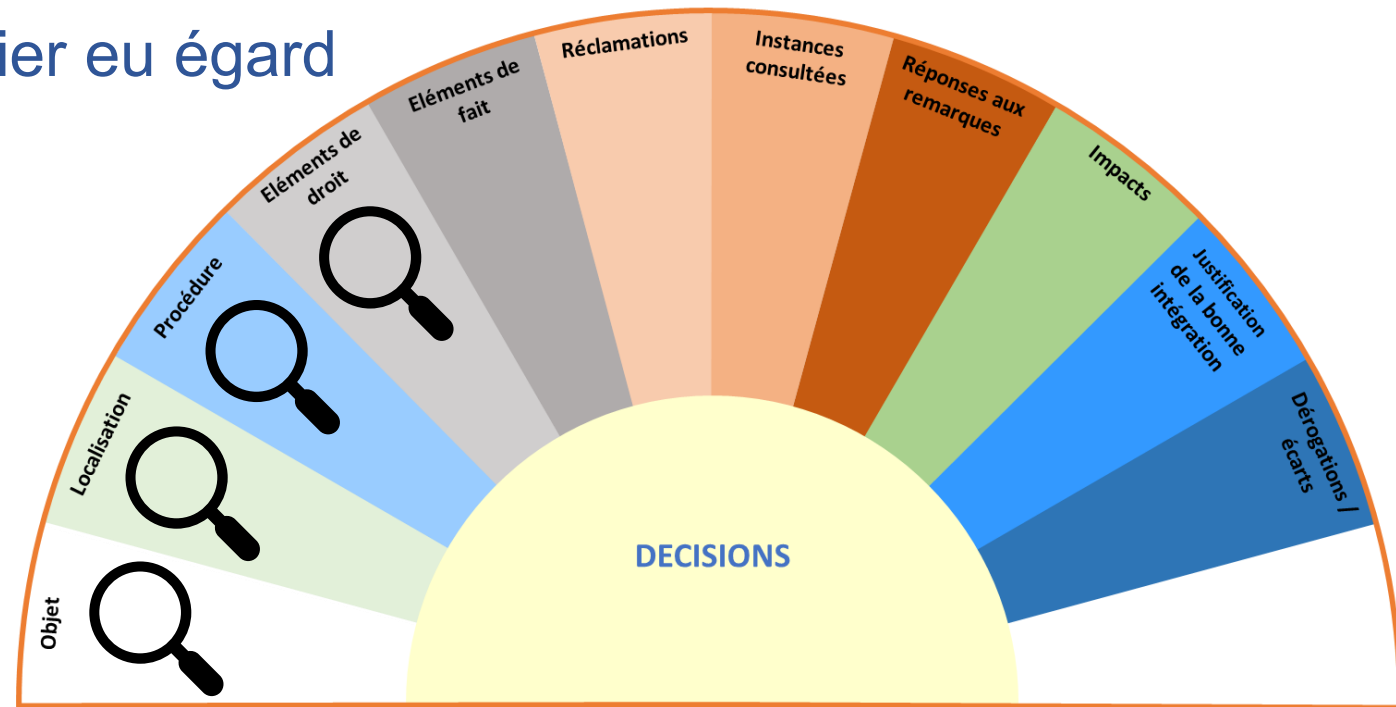 ier eu égard
Objet
Localisation
Procédure
Eléments de
droit
Eléments de
fait
Réclamations
Instances
consultées
Réponses aux
remarques
Impacts
Justification
de la bonne
intégration
Dérogations /
écarts
DECISIONS